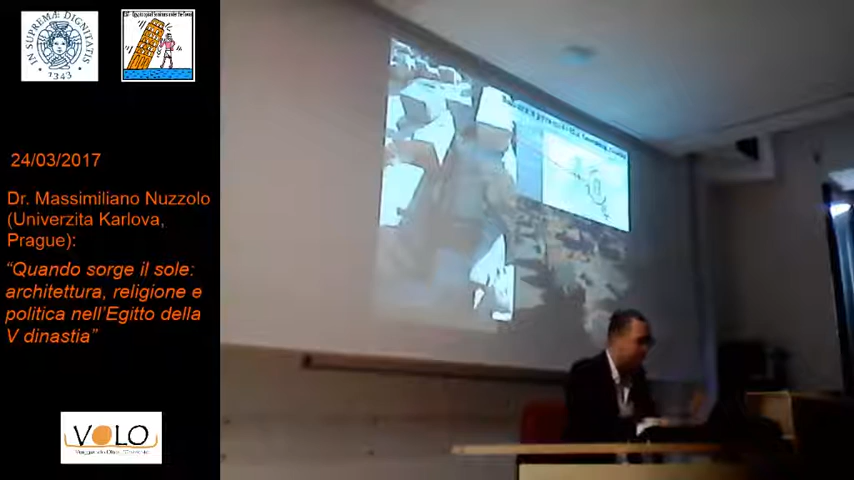 IN SUPREMÆ DIGNITATIS
1343
24/03/2017
Dr. Massimiliano Nuzzolo
(Univerzita Karlova,
Prague):
“Quando sorge il sole:
architettura, religione e
politica nell’Egitto della
V dinastia”
VOLO